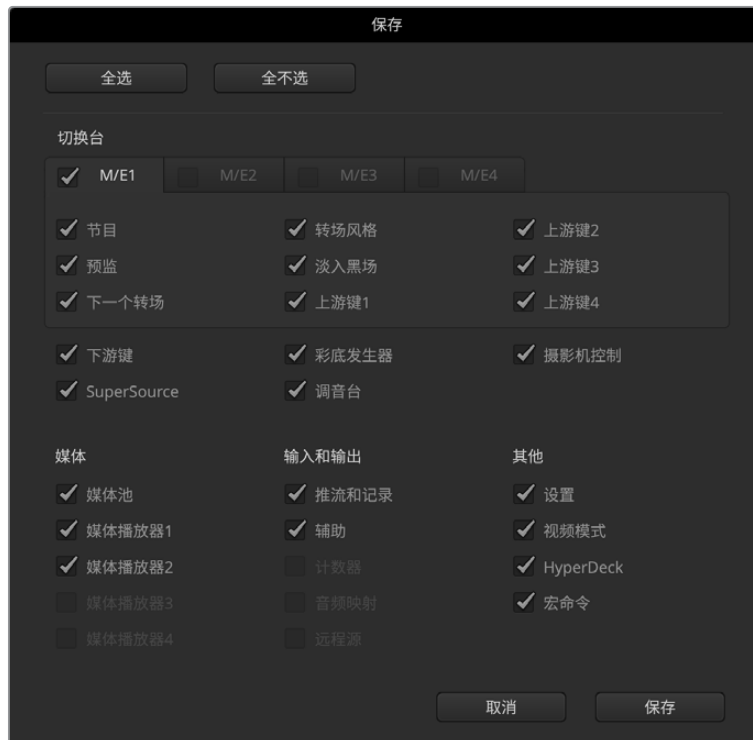 保存
全选 全不选
切换台
M/E1 M/E2 M/E3 M/E4
节目 转场风格 上游键2
预监 淡入黑场 上游键3
下一个转场 上游键1 上游键4
下游键 彩底发生器 摄影机控制
SuperSource 调音台
媒体 输入和输出 其他
媒体池 推流和记录 设置
媒体播放器1 辅助 视频模式
媒体播放器2 计数器 HyperDeck
媒体播放器3 音频映射 宏命令
媒体播放器4 远程源
取消 保存